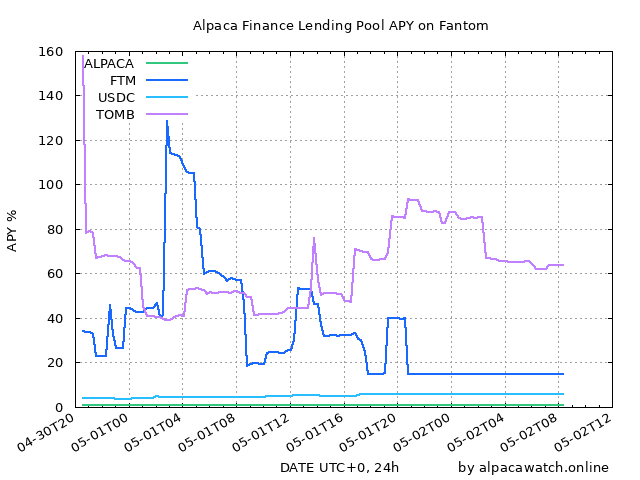 Alpaca Finance Lending Pool APY on Fantom
160
140
120
100
80
60
40
20
0
APY %
ALPACA
FTM
USDC
TOMB
04-30T20
05-01T00
05-01T04
05-01T08
05-01T12
05-01T16
05-01T20
05-02T00
05-02T04
05-02T08
05-02T12
DATE UTC+0, 24h
by alpacawatch.online